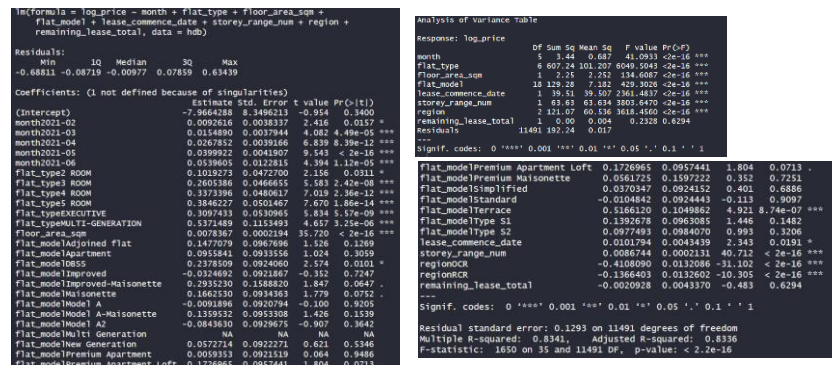 lm(formula = log_price ~ month + flat_type + floor_area_sqm +
flat_model + lease_commence_date + storey_range_num + region +
remaining_lease_total, data = hdb)
Residuals:
Min 1Q Median 3Q Max
-0.68811 -0.08719 -0.00977 0.07859 0.63439
Coefficients: (1 not defined because of singularities)
Estimate Std. Error t value Pr(>|t|)
(Intercept) -7.9664288 8.3496213 -0.954 0.3400
month2021-02 0.0092616 0.0038337 2.416 0.0157 *
month2021-03 0.0154890 0.0037944 4.082 4.49e-05 ***
month2021-04 0.0267852 0.0039166 6.839 8.39e-12 ***
month2021-05 0.0399922 0.0041907 9.543 < 2e-16 ***
month2021-06 0.0539605 0.0122815 4.394 1.12e-05 ***
flat_type2 ROOM 0.1019273 0.0472700 2.156 0.0311 *
flat_type3 ROOM 0.2605386 0.0466655 5.583 2.42e-08 ***
flat_type4 ROOM 0.3373396 0.0480617 7.019 2.36e-12 ***
flat_type5 ROOM 0.3846227 0.0501467 7.670 1.86e-14 ***
flat_typeEXECUTIVE 0.3097433 0.0530965 5.834 5.57e-09 ***
flat_typeMULTI-GENERATION 0.5371489 0.1153493 4.657 3.25e-06 ***
floor_area_sqm 0.0078367 0.0002194 35.720 < 2e-16 ***
flat_modelAdjoined flat 0.1477079 0.0967696 1.526 0.1269
flat_modelApartment 0.0955841 0.0933556 1.024 0.3059
flat_modelDBSS 0.2378509 0.0924060 2.574 0.0101 *
flat_modelImproved -0.0324692 0.0921867 -0.352 0.7247
flat_modelImproved-Maisonette 0.2935230 0.1588820 1.847 0.0647 .
flat_modelMaisonette 0.1662530 0.0934363 1.779 0.0752 .
flat_modelModel A -0.0091896 0.0920794 -0.100 0.9205
flat_modelModel A-Maisonette 0.1359532 0.0953308 1.426 0.1539
flat_modelModel A2 -0.0843630 0.0929675 -0.907 0.3642
flat_modelMulti Generation NA NA NA NA
flat_modelNew Generation 0.0572714 0.0922271 0.621 0.5346
flat_modelPremium Apartment 0.0059353 0.0921519 0.064 0.9486
flat_modelPremium Apartment Loft 0.1726965 0.0957441 1.804 0.0713
Analysis of Variance Table
Response: log_price
Df Sum Sq Mean Sq F value Pr(>F)
month 5 3.44 0.687 41.0933 <2e-16 ***
flat_type 6 607.24 101.207 6049.5043 <2e-16 ***
floor_area_sqm 1 2.25 2.252 134.6087 <2e-16 ***
flat_model 18 129.28 7.182 429.3026 <2e-16 ***
lease_commence_date 1 39.51 39.507 2361.4837 <2e-16 ***
storey_range_num 1 63.63 63.634 3803.6470 <2e-16 ***
region 2 121.07 60.536 3618.4590 <2e-16 ***
remaining_lease_total 1 0.00 0.004 0.2328 0.6294
Residuals 11491 192.24 0.017
---
Signif. codes: 0 '***' 0.001 '**' 0.01 '*' 0.05 '.' 0.1 ' ' 1
flat_modelPremium Apartment Loft 0.1726965 0.0957441 1.804 0.0713 .
flat_modelPremium Maisonette 0.0561725 0.1597222 0.352 0.7251
flat_modelSimplified 0.0370347 0.0924152 0.401 0.6886
flat_modelStandard -0.0104842 0.0924443 -0.113 0.9097
flat_modelTerrace 0.5166120 0.1049862 4.921 8.74e-07 ***
flat_modelType S1 0.1392678 0.0963085 1.446 0.1482
flat_modelType S2 0.0977493 0.0984070 0.993 0.3206
lease_commence_date 0.0101794 0.0043439 2.343 0.0191 *
storey_range_num 0.0086744 0.0002131 40.712 < 2e-16 ***
regionOCR -0.4108090 0.0132086 -31.102 < 2e-16 ***
regionRCR -0.1366403 0.0132602 -10.305 < 2e-16 ***
remaining_lease_total -0.0020928 0.0043370 -0.483 0.6294
---
Signif. codes: 0 '***' 0.001 '**' 0.01 '*' 0.05 '.' 0.1 ' ' 1
Residual standard error: 0.1293 on 11491 degrees of freedom
Multiple R-squared: 0.8341, Adjusted R-squared: 0.8336
F-statistic: 1650 on 35 and 11491 DF, p-value: < 2.2e-16